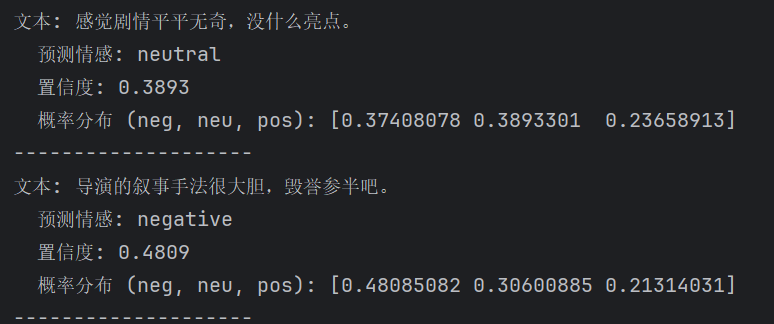 文本: 感觉剧情平平无奇，没什么亮点。
预测情感: neutral
置信度: 0.3893
概率分布 (neg, neu, pos): [0.37408078 0.3893301  0.23658913]
---------------------
文本: 导演的叙事手法很大胆，毁誉参半吧。
预测情感: negative
置信度: 0.4809
概率分布 (neg, neu, pos): [0.48085082 0.30600885 0.21314031]
---------------------